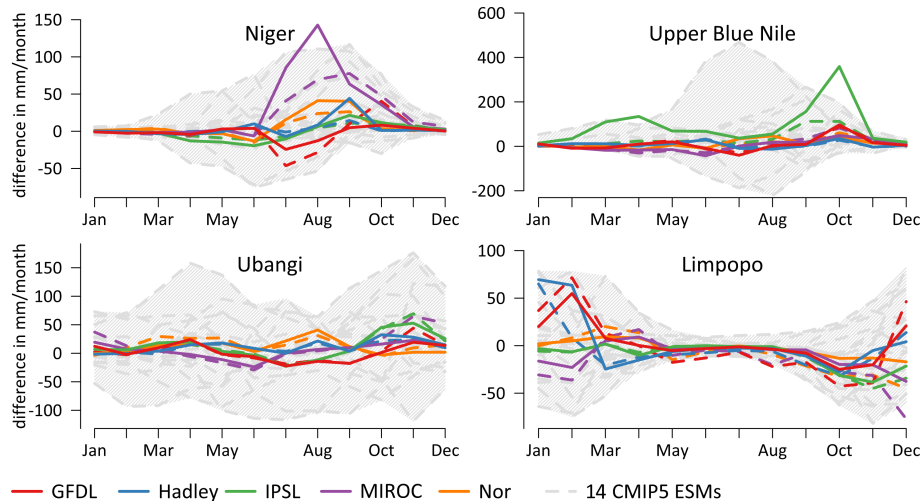 Niger
difference in mm/month
150
100
50
0
-50
Jan Mar May Aug Oct Dec
Upper Blue Nile
600
400
200
0
-200
Jan Mar May Aug Oct Dec
Ubangi
difference in mm/month
150
100
50
0
-50
-100
Jan Mar May Aug Oct Dec
Limpopo
100
50
0
-50
Jan Mar May Aug Oct Dec
GFDL Hadley IPSL MIROC Nor 14 CMIP5 ESMs